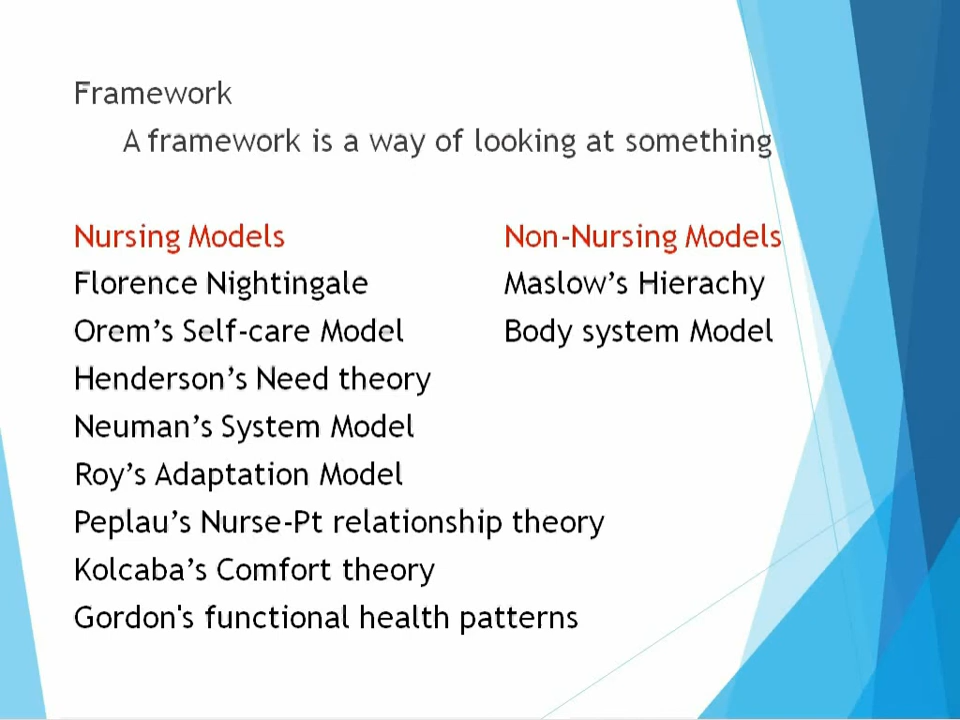 Framework
A framework is a way of looking at something
Nursing Models Non-Nursing Models
Florence Nightingale Maslow’s Hierachy
Orem’s Self-care Model Body system Model
Henderson’s Need theory
Neuman’s System Model
Roy’s Adaptation Model
Peplau’s Nurse-Pt relationship theory
Kolcaba’s Comfort theory
Gordon's functional health patterns